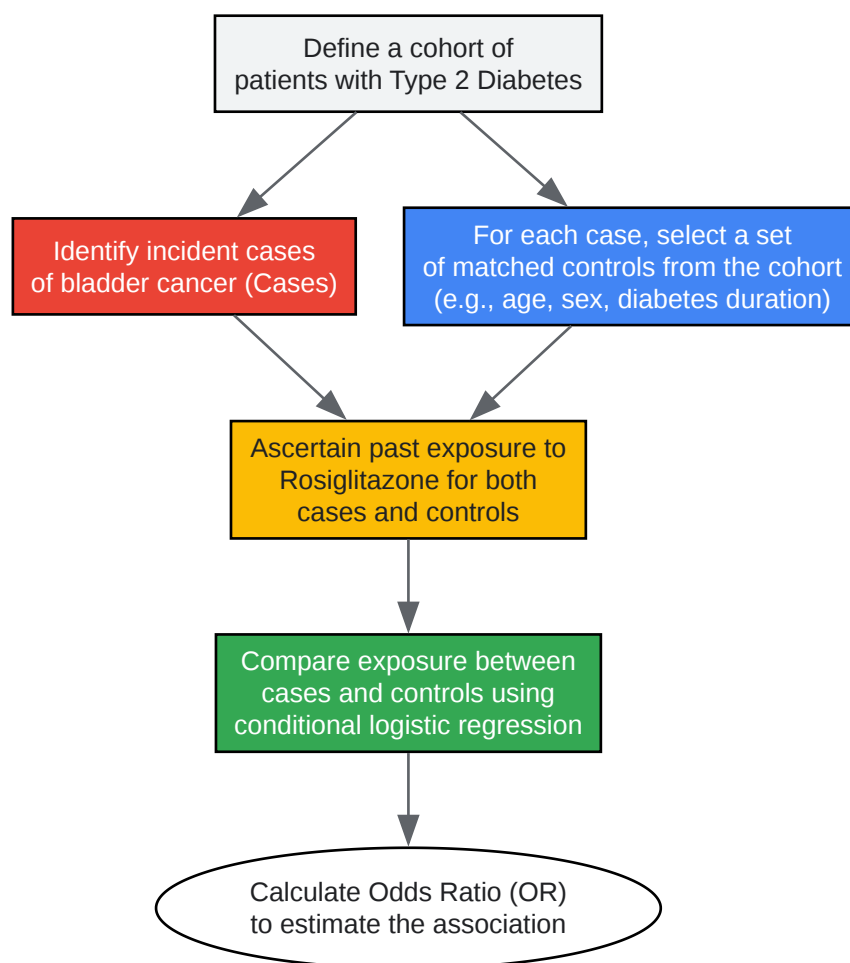 Define a cohort of
patients with Type 2 Diabetes
Identify incident cases
of bladder cancer (Cases)
For each case, select a set
of matched controls from the cohort
(e.g., age, sex, diabetes duration)
Ascertain past exposure to
Rosiglitazone for both
cases and controls
Compare exposure between
cases and controls using
conditional logistic regression
Calculate Odds Ratio (OR)
to estimate the association